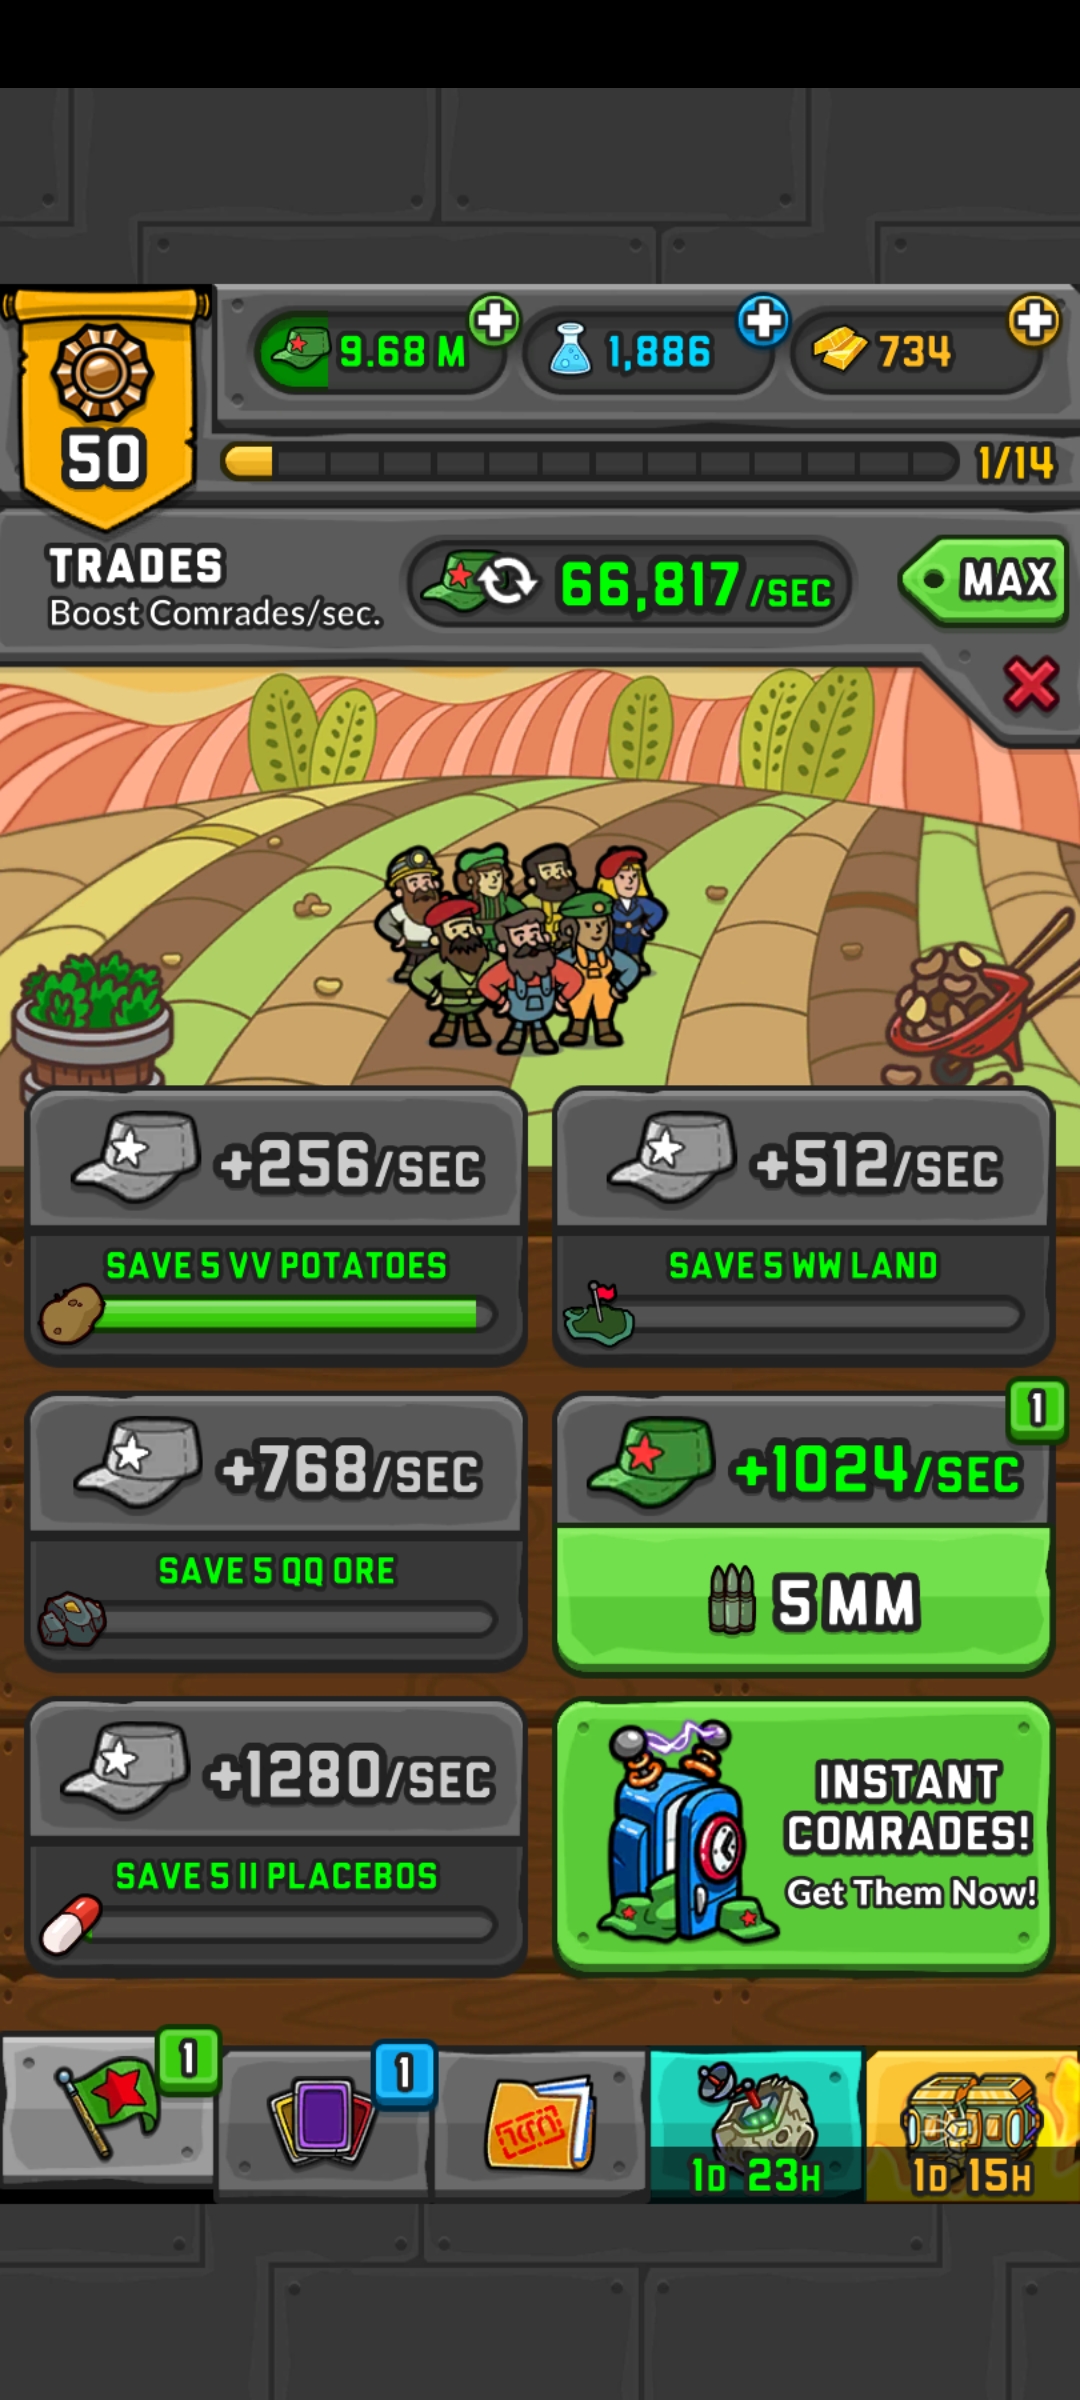 9.68 M
1,886
734
50
1/14
TRADES
Boost Comrades/sec.
66,817/SEC
MAX
+256/SEC
SAVE 5 VV POTATOES
+512/SEC
SAVE 5 WW LAND
+768/SEC
SAVE 5 QQ ORE
1
+1024/SEC
5 MM
+1280/SEC
SAVE 5 II PLACEBOS
INSTANT
COMRADES!
Get Them Now!
1
1
1D 23H
1D 15H